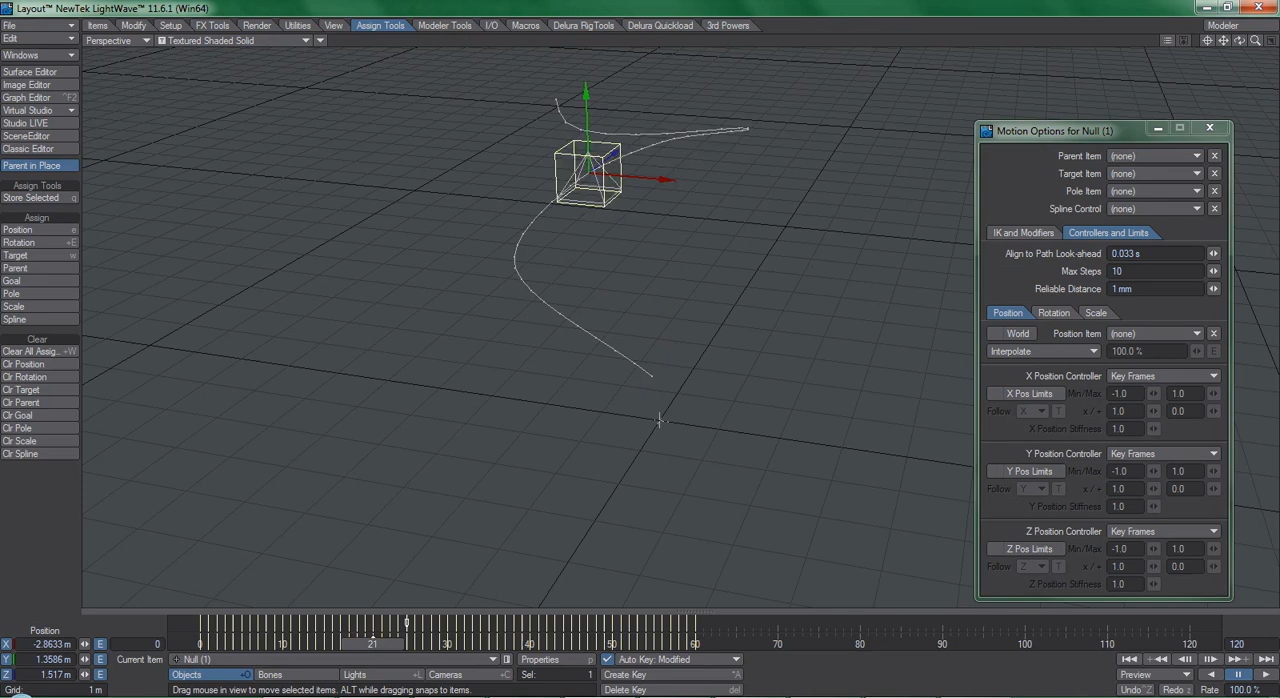 Layout™ NewTek LightWave™ 11.6.1 (Win64)
File Items Modify Setup FX Tools Render Utilities View Assign Tools Modeler Tools I/O Macros Delura RigTools Delura Quickload 3rd Powers Modeler
Edit Perspective T Textured Shaded Solid
Windows
Surface Editor
Image Editor
Graph Editor ^F2
Virtual Studio
Studio LIVE
SceneEditor
Classic Editor
Parent in Place
Assign Tools
Store Selected q
Assign
Position e
Rotation +E
Target w
Parent
Goal
Pole
Scale
Spline
Clear
Clear All Assig... +W
Clr Position
Clr Rotation
Clr Target
Clr Parent
Clr Goal
Clr Pole
Clr Scale
Clr Spline
Motion Options for Null (1)
Parent Item (none)
Target Item (none)
Pole Item (none)
Spline Control (none)
IK and Modifiers Controllers and Limits
Align to Path Look-ahead 0.033 s
Max Steps 10
Reliable Distance 1 mm
Position Rotation Scale
World Position Item (none)
Interpolate 100.0 % E
X Position Controller Key Frames
X Pos Limits Min/Max -1.0 1.0
Follow X T x / + 1.0 0.0
X Position Stiffness 1.0
Y Position Controller Key Frames
Y Pos Limits Min/Max -1.0 1.0
Follow Y T x / + 1.0 0.0
Y Position Stiffness 1.0
Z Position Controller Key Frames
Z Pos Limits Min/Max -1.0 1.0
Follow Z T x / + 1.0 0.0
Z Position Stiffness 1.0
Position
X -2.8633 m E 0 0 10 21 30 40 50 60 70 80 90 100 110 120 120
Y 1.3586 m E Current Item Null (1) Properties p Auto Key: Modified
Z 1.517 m E Objects +O Bones Lights +L Cameras +C Sel: 1 Create Key Preview
Grid: 1 m Drag mouse in view to move selected items. ALT while dragging snaps to items. Delete Key del Undo ^Z Redo z Rate 100.0 %